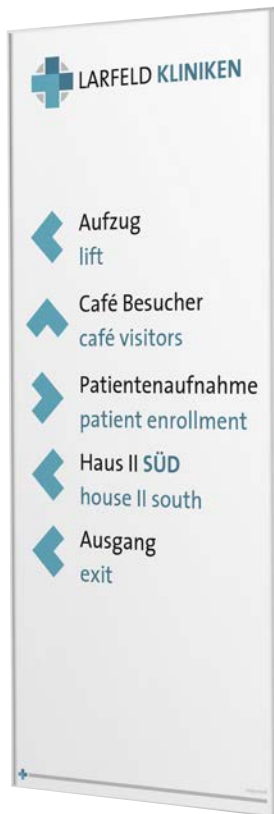 LARFELD KLINIKEN
Aufzug
lift
Café Besucher
café visitors
Patientenaufnahme
patient enrollment
Haus II SÜD
house II south
Ausgang
exit